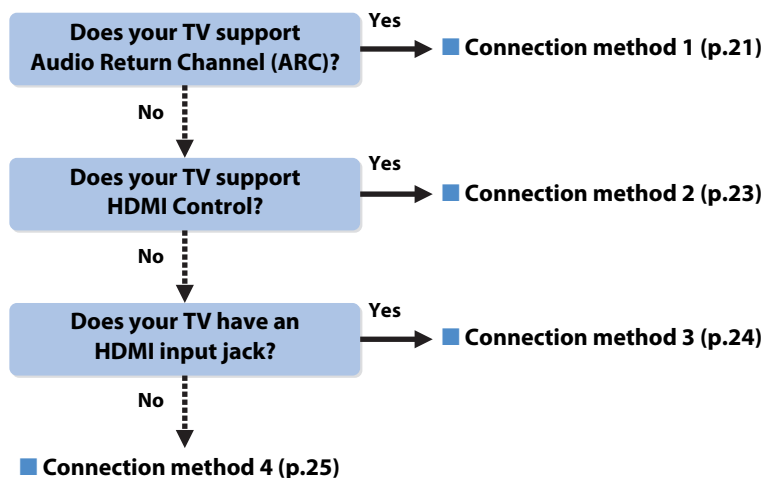 Does your TV support
Audio Return Channel (ARC)?
Yes
■ Connection method 1 (p.21)
No
Does your TV support
HDMI Control?
Yes
■ Connection method 2 (p.23)
No
Does your TV have an
HDMI input jack?
Yes
■ Connection method 3 (p.24)
No
■ Connection method 4 (p.25)